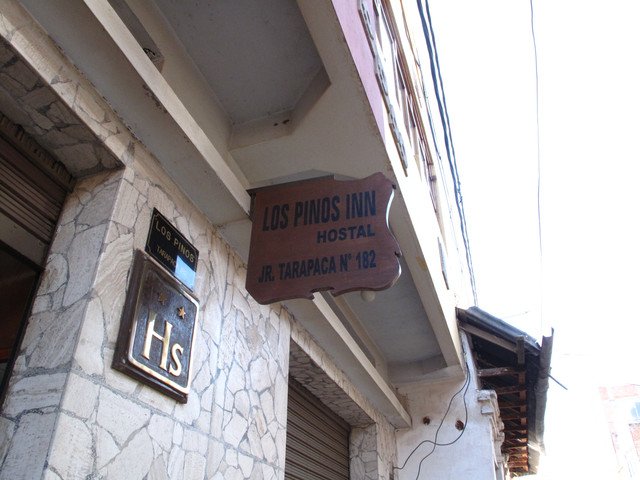 LOS PINOS INN
HOSTAL
JR. TARAPACA N° 182
LOS PINOS
Hs